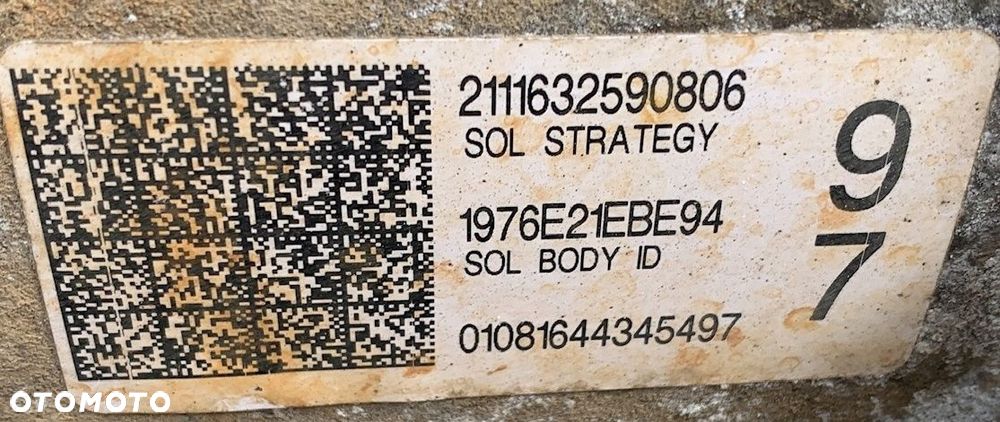 2111632590806
SOL STRATEGY
1976E21EBE94
SOL BODY ID
01081644345497
9
7
OTOMOTO